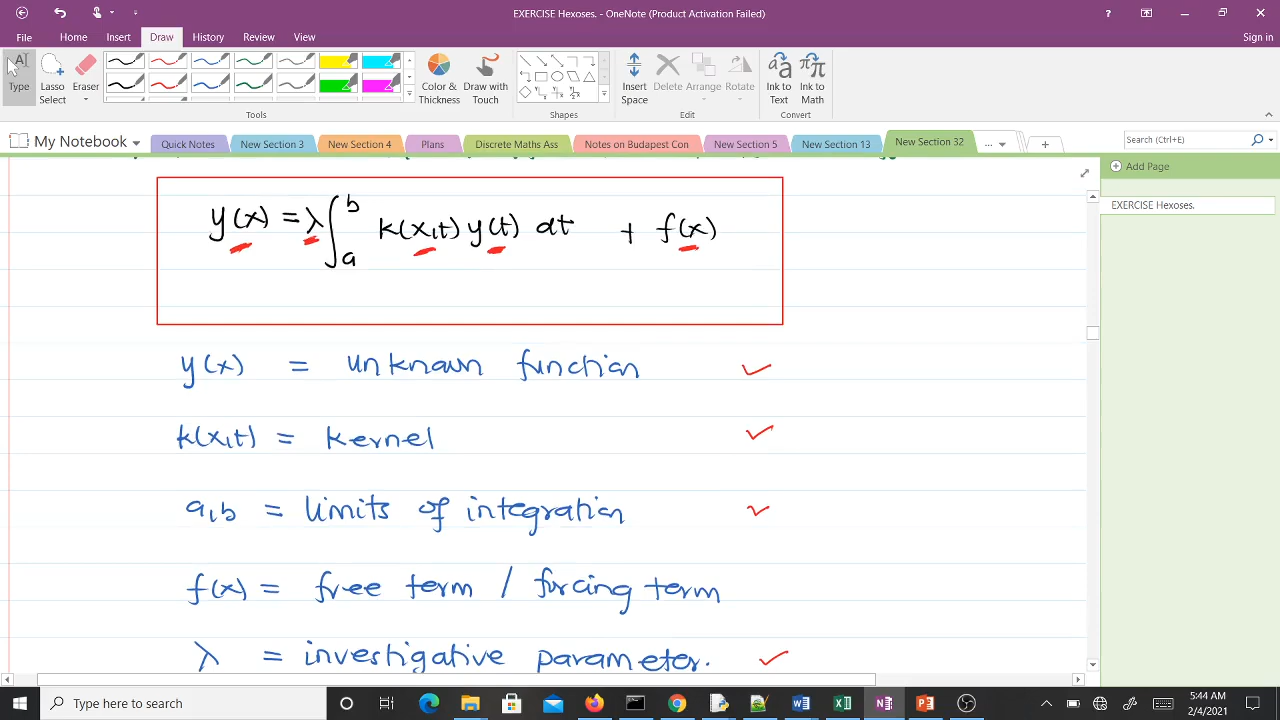 EXERCISE Hexoses. - OneNote (Product Activation Failed)
?
File Home Insert Draw History Review View
Sign in
Type
Lasso Select
Eraser
Color & Thickness
Draw with Touch
Insert Space
Delete
Arrange
Rotate
Ink to Text
Ink to Math
Tools
Shapes
Edit
Convert
My Notebook
Quick Notes
New Section 3
New Section 4
Plans
Discrete Maths Ass
Notes on Budapest Con
New Section 5
New Section 13
New Section 32
...
Search (Ctrl+E)
Add Page
EXERCISE Hexoses.
y(x) = λ ∫_a^b k(x,t) y(t) dt + f(x)
y(x) = unknown function
k(x,t) = kernel
a,b = limits of integration
f(x) = free term / forcing term
λ = investigative parameter.
Type here to search
5:44 AM
2/4/2021